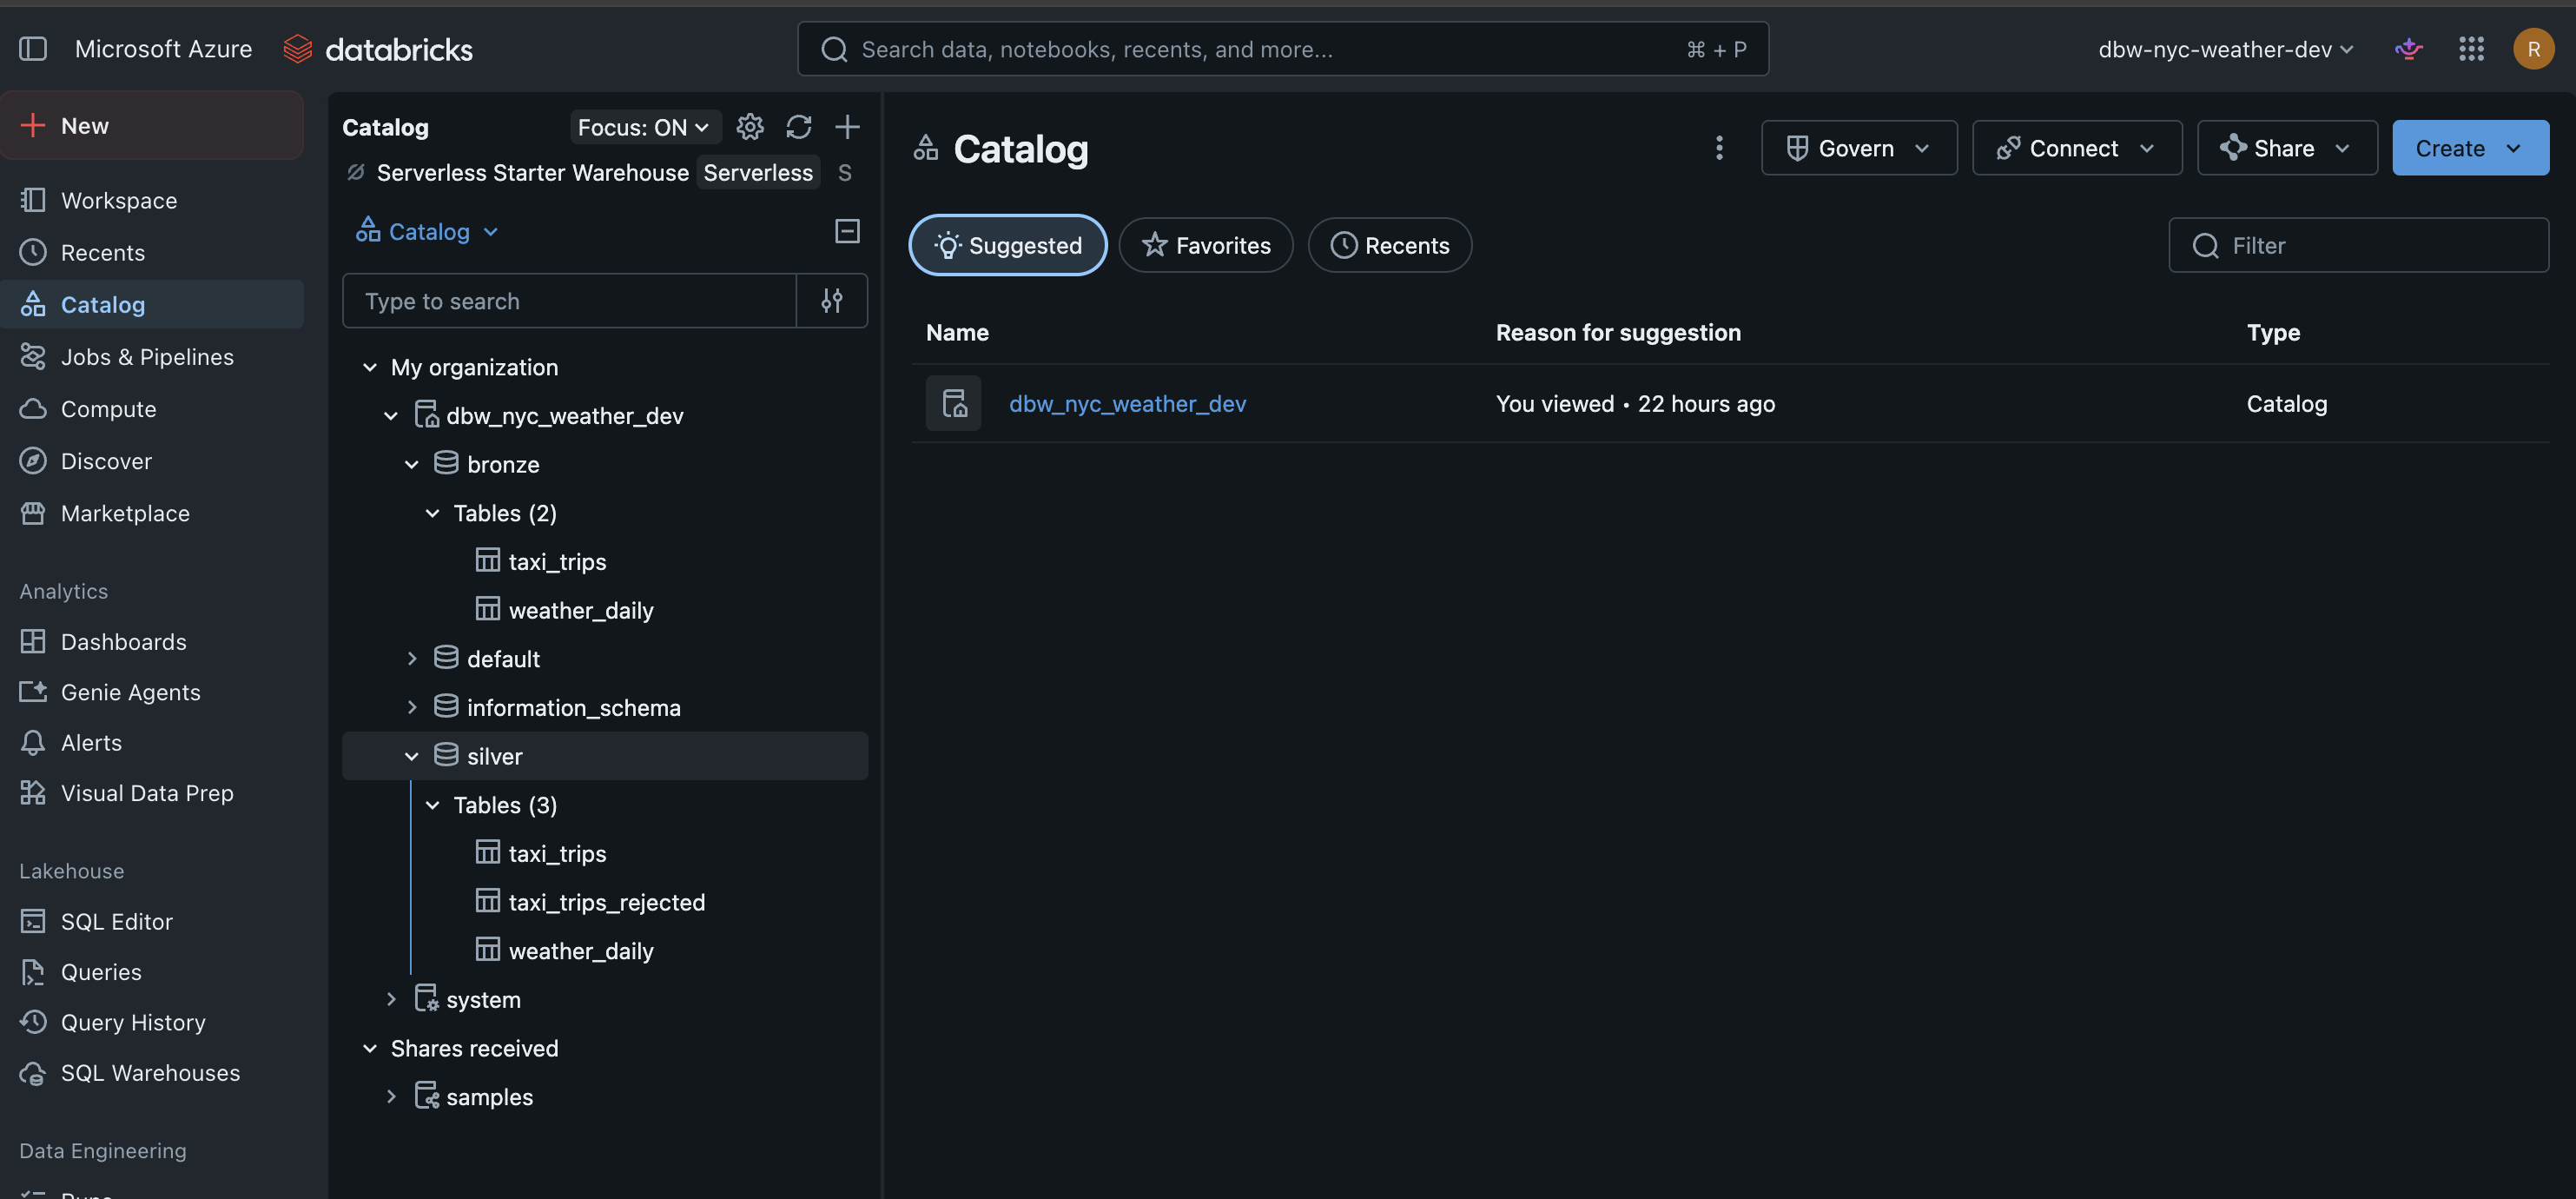 Microsoft Azure databricks
Search data, notebooks, recents, and more... ⌘ + P
dbw-nyc-weather-dev
R
New
Workspace
Recents
Catalog
Jobs & Pipelines
Compute
Discover
Marketplace
Analytics
Dashboards
Genie Agents
Alerts
Visual Data Prep
Lakehouse
SQL Editor
Queries
Query History
SQL Warehouses
Data Engineering
Catalog
Focus: ON
Serverless Starter Warehouse Serverless S
Catalog
Type to search
My organization
dbw_nyc_weather_dev
bronze
Tables (2)
taxi_trips
weather_daily
default
information_schema
silver
Tables (3)
taxi_trips
taxi_trips_rejected
weather_daily
system
Shares received
samples
Catalog
Govern
Connect
Share
Create
Suggested
Favorites
Recents
Filter
Name Reason for suggestion Type
dbw_nyc_weather_dev You viewed • 22 hours ago Catalog